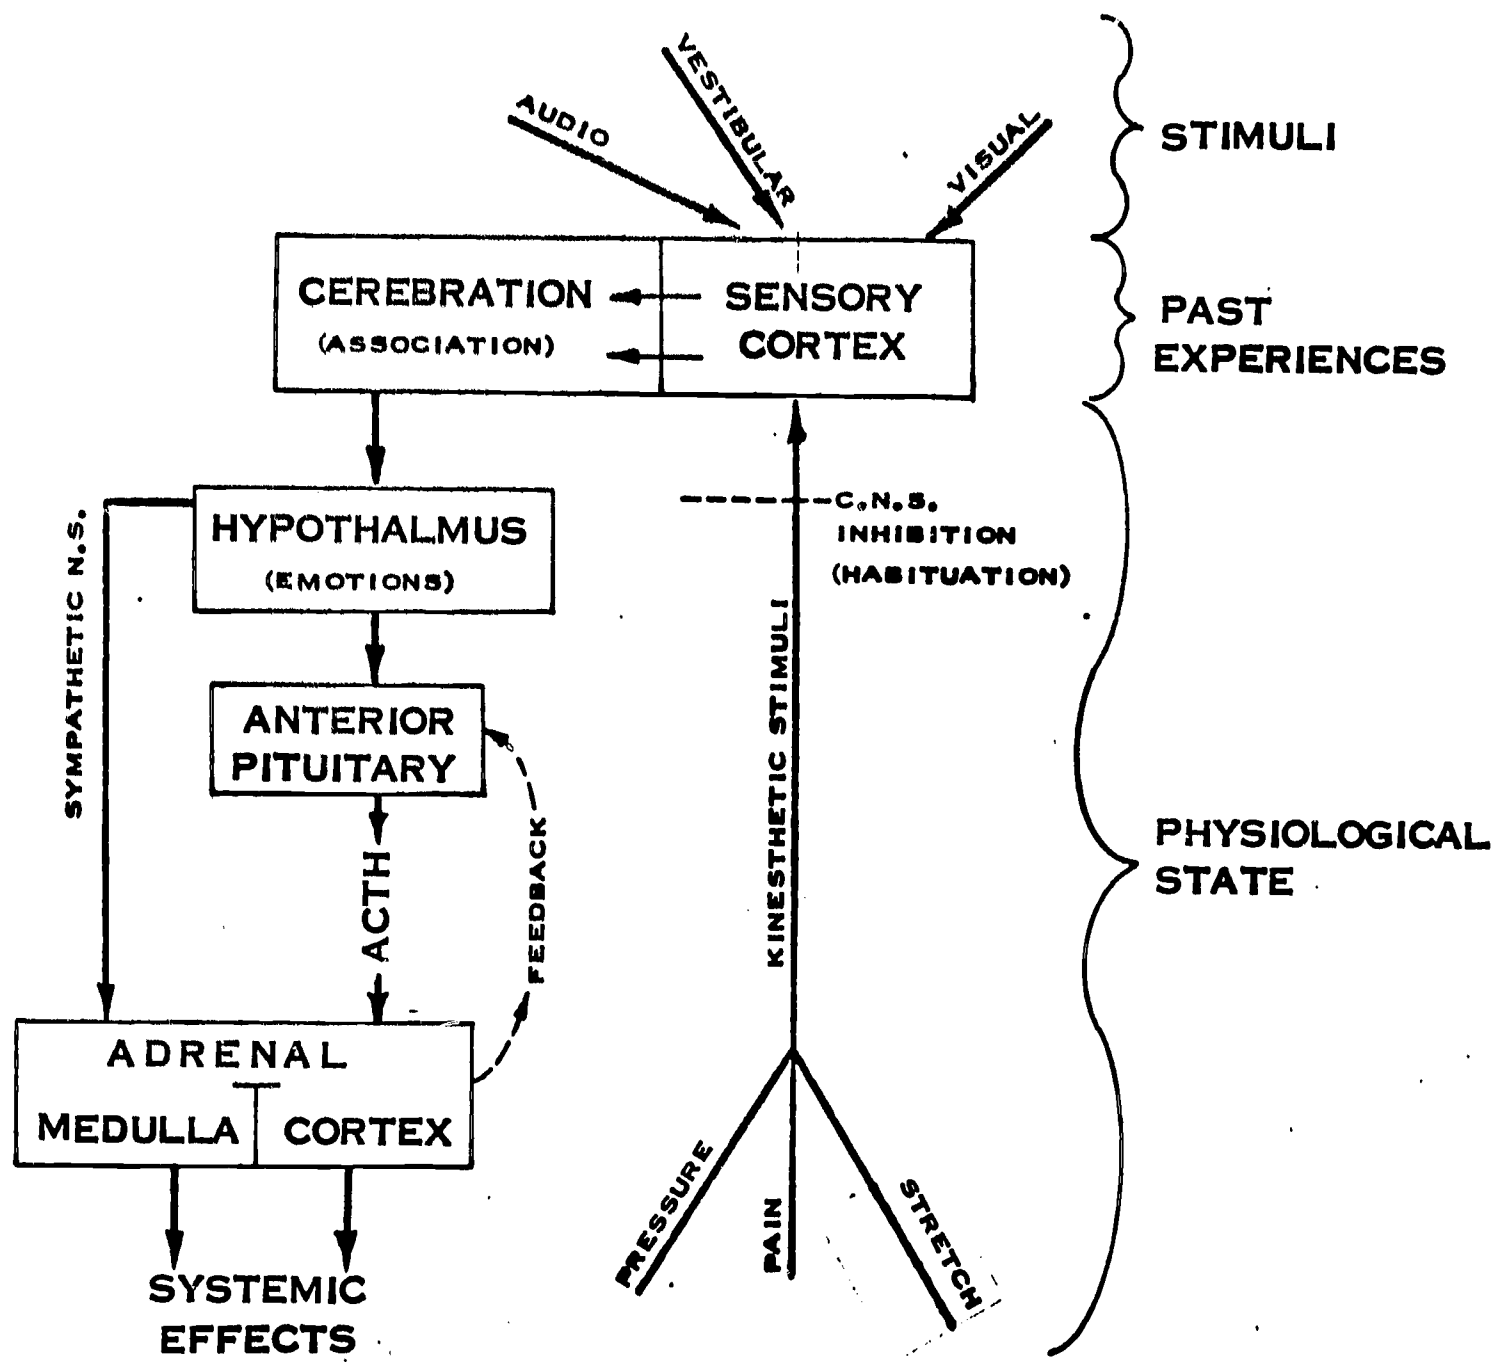 VESTIBULAR
AUDIO
VISUAL
STIMULI
CEREBRATION
(ASSOCIATION)
SENSORY
CORTEX
PAST
EXPERIENCES
SYMPATHETIC N.S.
HYPOTHALMUS
(EMOTIONS)
C.N.S.
INHIBITION
(HABITUATION)
KINESTHETIC STIMULI
ANTERIOR
PITUITARY
ACTH
FEEDBACK
PHYSIOLOGICAL
STATE
ADRENAL
MEDULLA
CORTEX
PRESSURE
PAIN
STRETCH
SYSTEMIC
EFFECTS